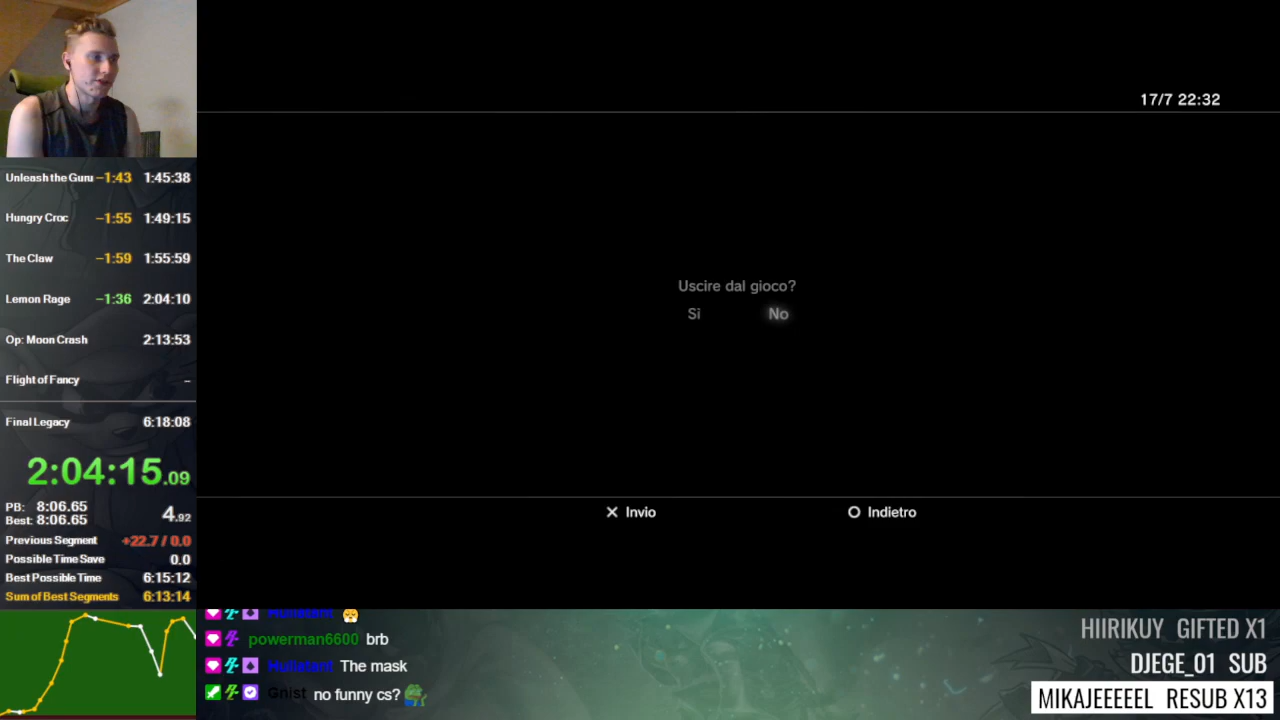 17/7 22:32
Unleash the Guru -1:43 1:45:38
Hungry Croc -1:55 1:49:15
The Claw -1:59 1:55:59
Lemon Rage -1:36 2:04:10
Op: Moon Crash 2:13:53
Flight of Fancy -
Final Legacy 6:18:08
2:04:15.09
PB: 8:06.65
Best: 8:06.65
4.92
Previous Segment +22.7 / 0.0
Possible Time Save 0.0
Best Possible Time 6:15:12
Sum of Best Segments 6:13:14
Uscire dal gioco?
Sì No
X Invio O Indietro
powerman6600 brb
The mask
Gnist no funny cs?
HIIRIKUY GIFTED X1
DJEGE_01 SUB
MIKAJEEEEEL RESUB X13